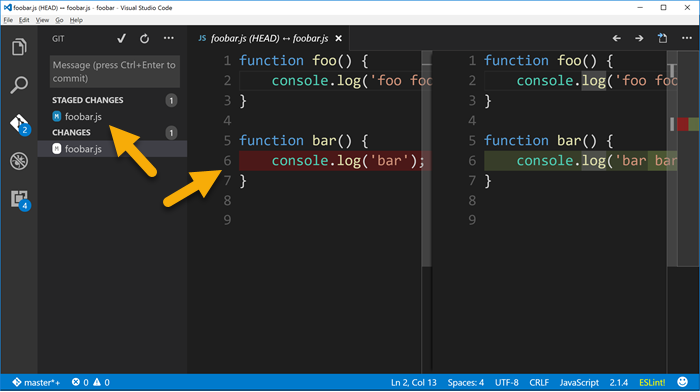 foobar.js (HEAD) ↔ foobar.js - foobar - Visual Studio Code
File Edit View Go Help
GIT
Message (press Ctrl+Enter to
commit)
STAGED CHANGES 1
M foobar.js
CHANGES 1
M foobar.js
2
4
JS foobar.js (HEAD) ↔ foobar.js
1 function foo() {
2 console.log('foo foo
3 }
4
5 function bar() {
6 console.log('bar');
7 }
8
9
1 function foo() {
2 console.log('foo foo
3 }
4
5 function bar() {
6 console.log('bar bar
7 }
8
9
master*+ 0 0 Ln 2, Col 13 Spaces: 4 UTF-8 CRLF JavaScript 2.1.4 ESLint!